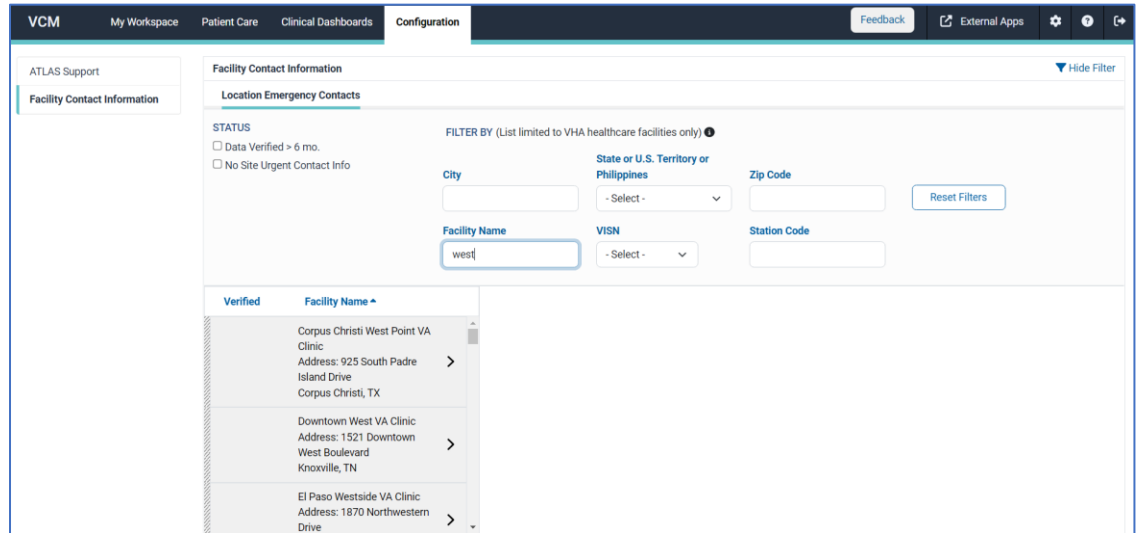 VCM My Workspace Patient Care Clinical Dashboards Configuration Feedback External Apps
ATLAS Support
Facility Contact Information
Facility Contact Information Hide Filter
Location Emergency Contacts
STATUS
Data Verified > 6 mo.
No Site Urgent Contact Info
FILTER BY (List limited to VHA healthcare facilities only)
City
State or U.S. Territory or
Philippines
- Select -
Zip Code
Reset Filters
Facility Name
west
VISN
- Select -
Station Code
Verified Facility Name
Corpus Christi West Point VA
Clinic
Address: 925 South Padre
Island Drive
Corpus Christi, TX
Downtown West VA Clinic
Address: 1521 Downtown
West Boulevard
Knoxville, TN
El Paso Westside VA Clinic
Address: 1870 Northwestern
Drive